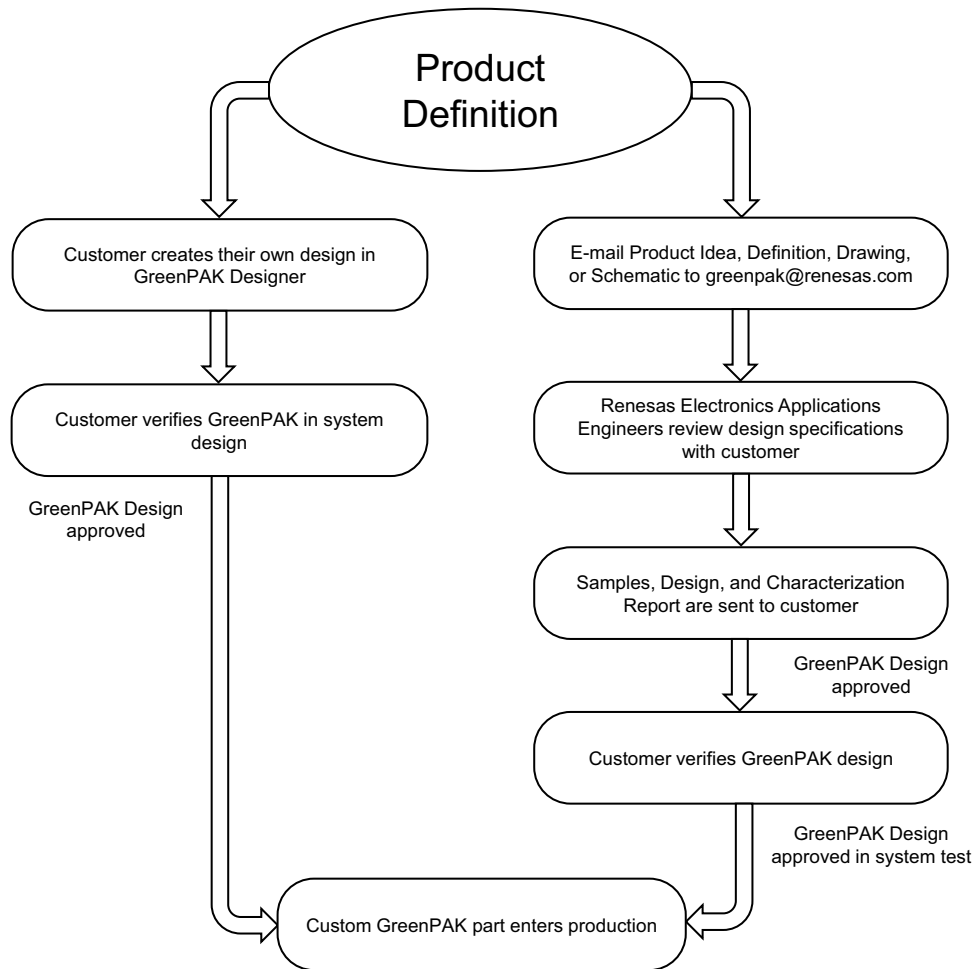 Product
Definition
Customer creates their own design in
GreenPAK Designer
Customer verifies GreenPAK in system
design
GreenPAK Design
approved
E-mail Product Idea, Definition, Drawing,
or Schematic to greenpak@renesas.com
Renesas Electronics Applications
Engineers review design specifications
with customer
Samples, Design, and Characterization
Report are sent to customer
GreenPAK Design
approved
Customer verifies GreenPAK design
GreenPAK Design
approved in system test
Custom GreenPAK part enters production